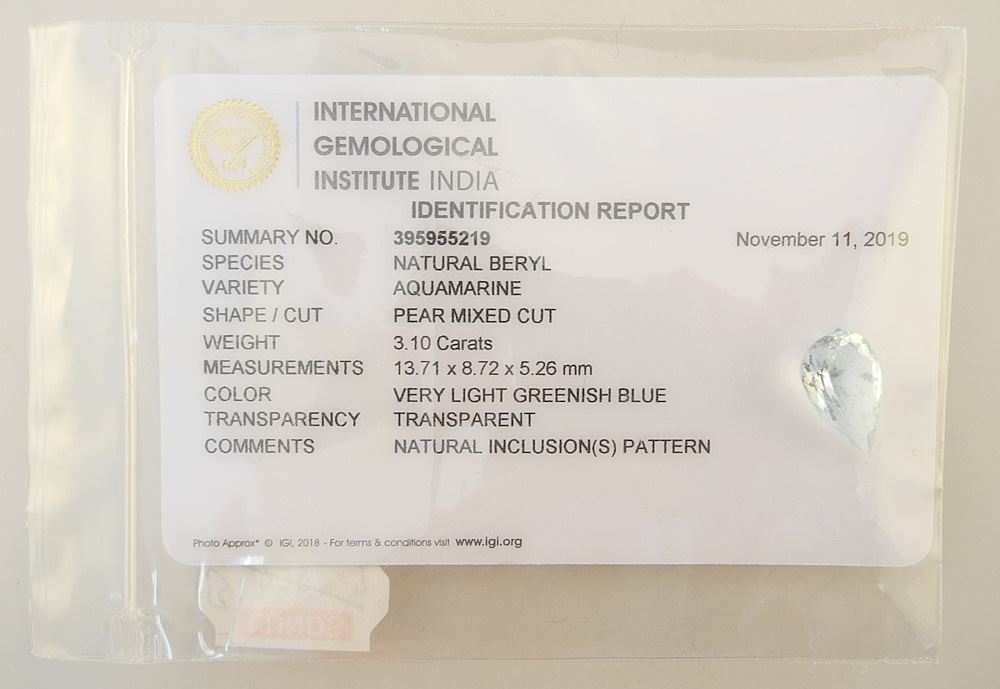 INTERNATIONAL
GEMOLOGICAL
INSTITUTE INDIA
IGI
IDENTIFICATION REPORT
SUMMARY NO. 395955219 November 11, 2019
SPECIES NATURAL BERYL
VARIETY AQUAMARINE
SHAPE / CUT PEAR MIXED CUT
WEIGHT 3.10 Carats
MEASUREMENTS 13.71 x 8.72 x 5.26 mm
COLOR VERY LIGHT GREENISH BLUE
TRANSPARENCY TRANSPARENT
COMMENTS NATURAL INCLUSION(S) PATTERN
Photo Approx* © IGI, 2018 - For terms & conditions visit www.igi.org